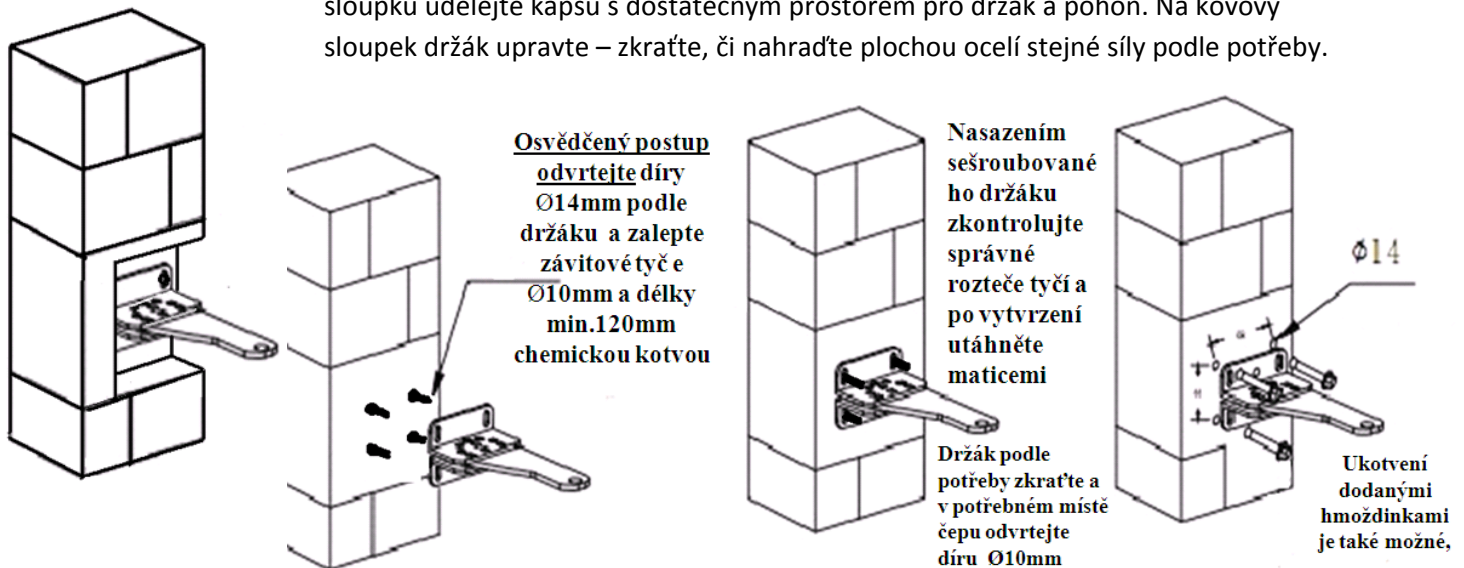 sloupku udělejte kapsu s dostatečným prostorem pro držák a pohon. Na kovový
sloupek držák upravte – zkraťte, či nahraďte plochou ocelí stejné síly podle potřeby.
Osvědčený postup
odvrtejte díry
Ø14mm podle
držáku a zalepte
závitové tyč e
Ø10mm a délky
min.120mm
chemickou kotvou
Nasazením
sešroubované
ho držáku
zkontrolujte
správné
rozteče tyčí a
po vytvrzení
utáhněte
maticemi
Držák podle
potřeby zkraťte a
v potřebném místě
čepu odvrtejte
díru Ø10mm
Ø14
Ukotvení
dodanými
hmoždinkami
je také možné,